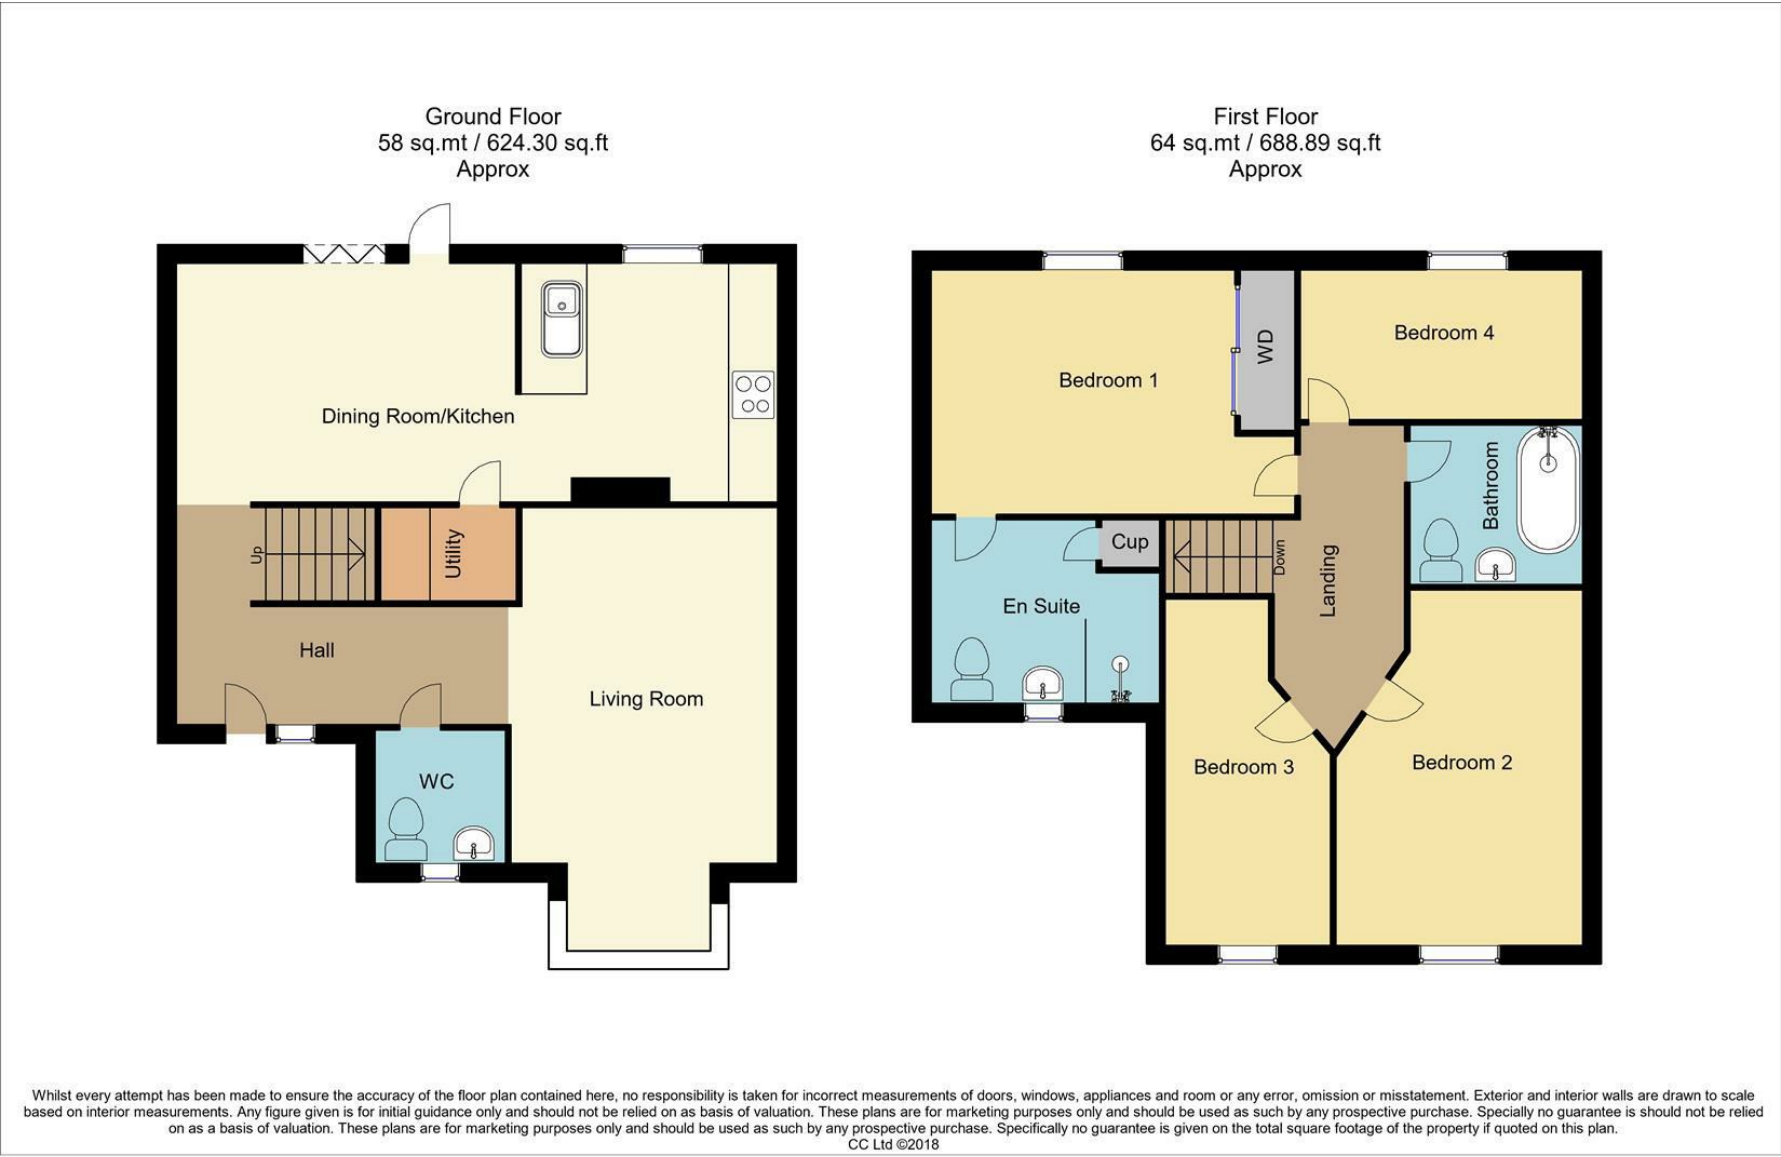 Ground Floor
58 sq.mt / 624.30 sq.ft
Approx
First Floor
64 sq.mt / 688.89 sq.ft
Approx
Dining Room/Kitchen
Utility
Up
Hall
Living Room
WC
Bedroom 1
WD
Bedroom 4
Bathroom
Cup
Down
Landing
En Suite
Bedroom 3
Bedroom 2
Whilst every attempt has been made to ensure the accuracy of the floor plan contained here, no responsibility is taken for incorrect measurements of doors, windows, appliances and room or any error, omission or misstatement. Exterior and interior walls are drawn to scale
based on interior measurements. Any figure given is for initial guidance only and should not be relied on as basis of valuation. These plans are for marketing purposes only and should be used as such by any prospective purchase. Specially no guarantee is should not be relied
on as a basis of valuation. These plans are for marketing purposes only and should be used as such by any prospective purchase. Specifically no guarantee is given on the total square footage of the property if quoted on this plan.
CC Ltd ©2018